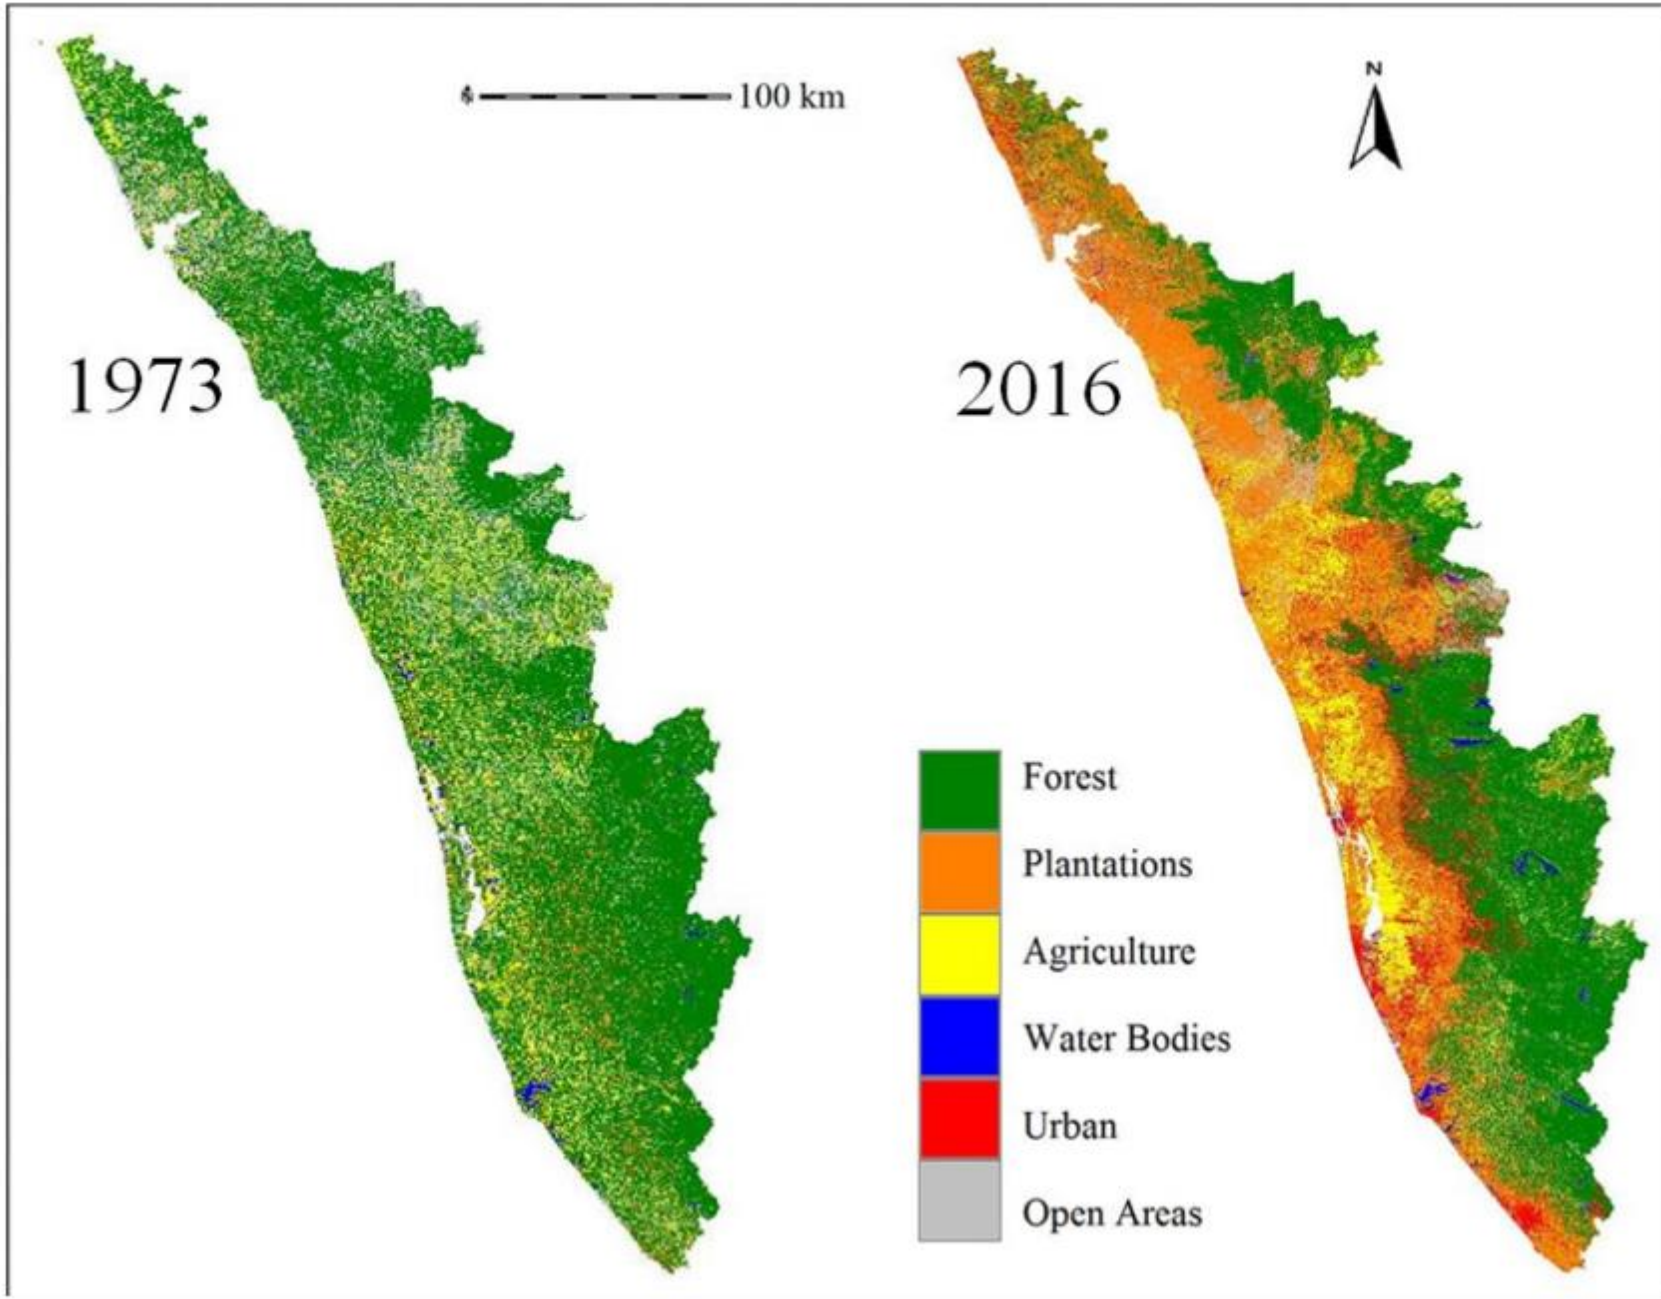 100 km
N
1973
2016
Forest
Plantations
Agriculture
Water Bodies
Urban
Open Areas